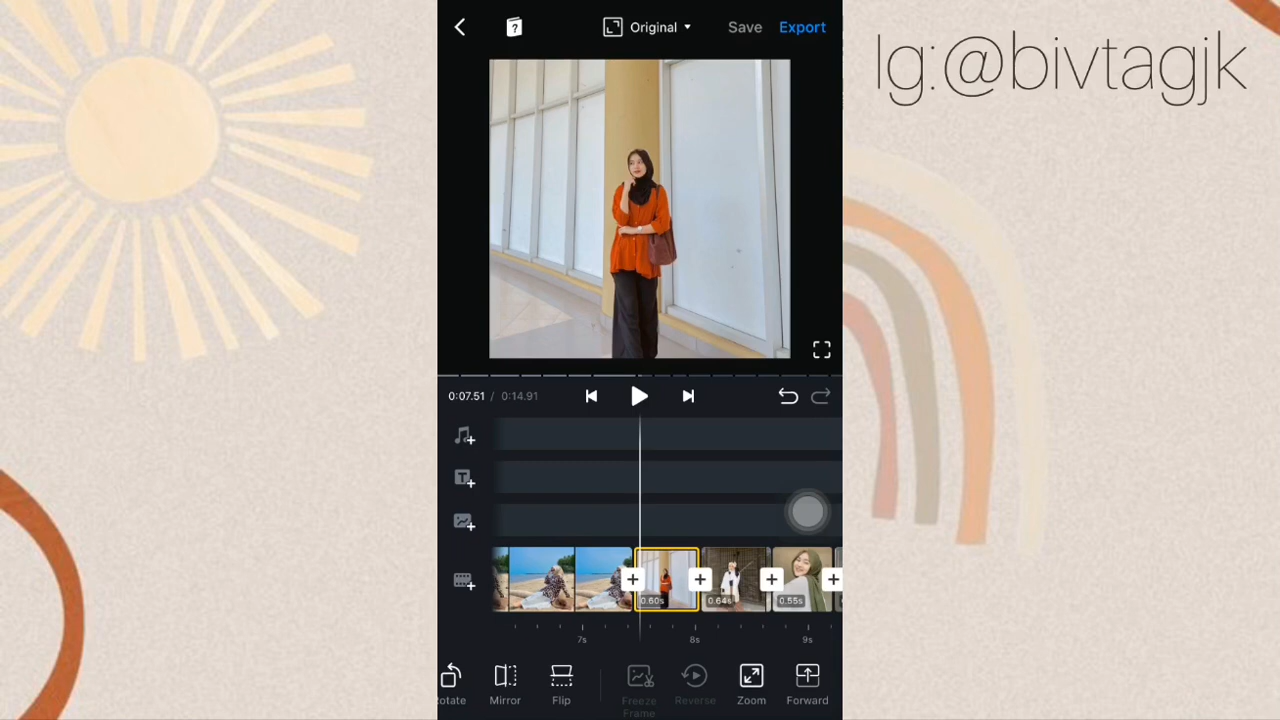 Original ▾
Save
Export
Ig:@bivtagjk
0:07.51 / 0:14.91
0.60s
0.64s
0.55s
7s
8s
9s
otate
Mirror
Flip
Freeze
Frame
Reverse
Zoom
Forward